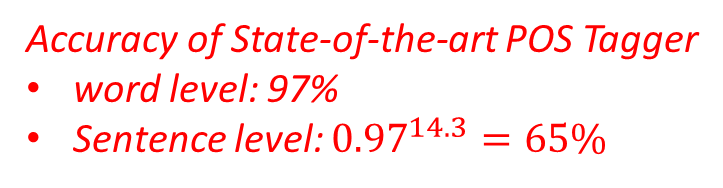 Accuracy of State-of-the-art POS Tagger
• word level: 97%
• Sentence level: 0.97^14.3 = 65%